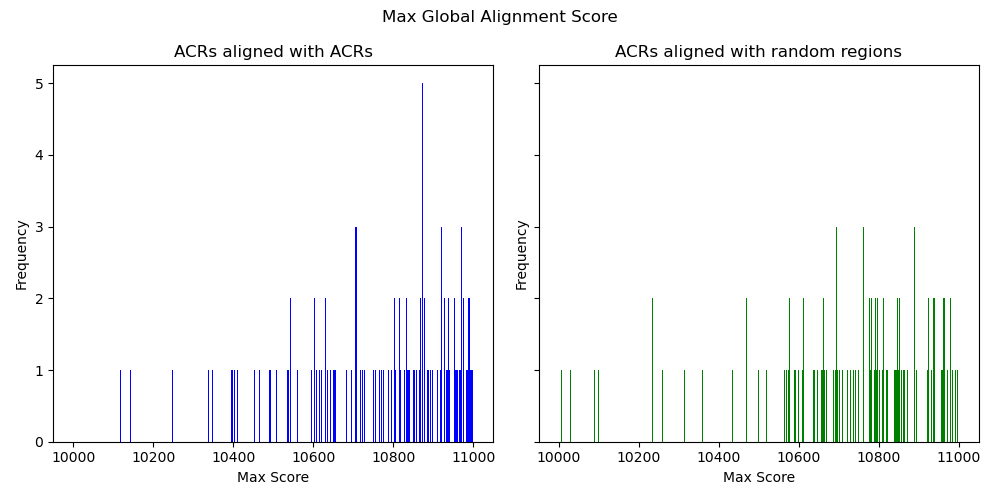 Max Global Alignment Score
ACRs aligned with ACRs
Frequency
5
4
3
2
1
0
10000 10200 10400 10600 10800 11000
Max Score
ACRs aligned with random regions
Frequency
10000 10200 10400 10600 10800 11000
Max Score